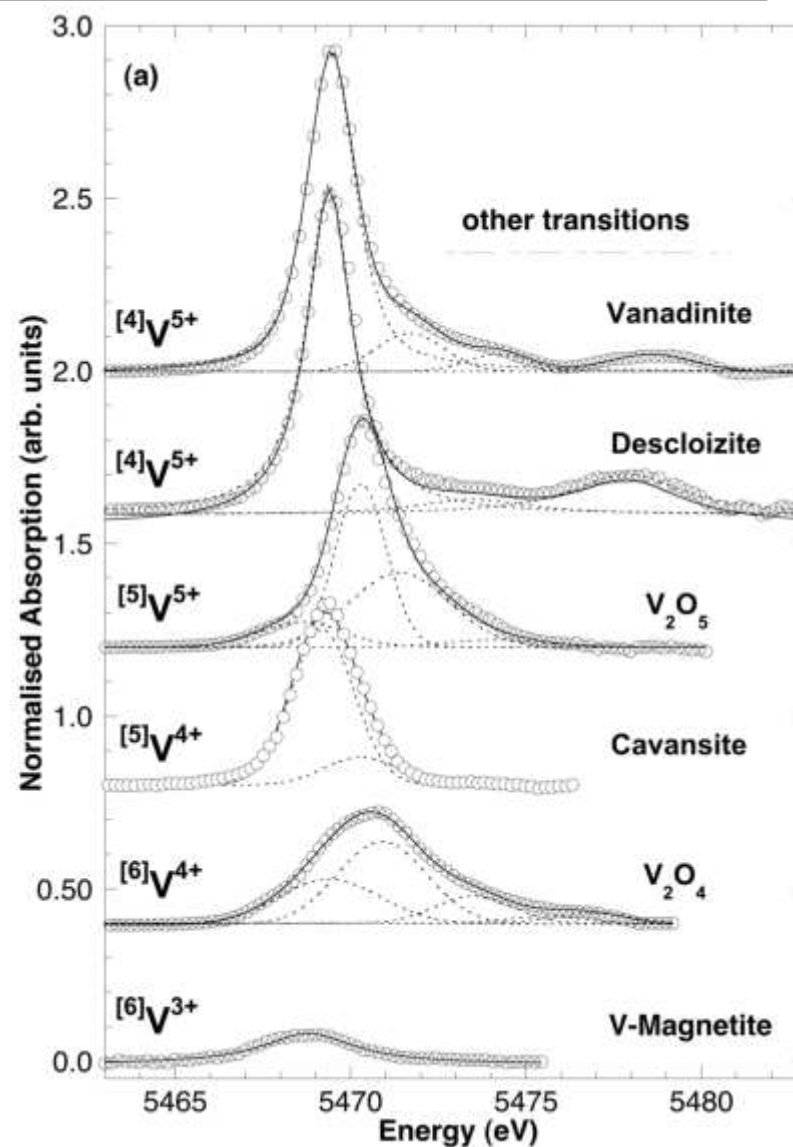 (a)
3.0
2.5
2.0
1.5
1.0
0.50
0.0
Normalised Absorption (arb. units)
other transitions
[4]V5+ Vanadinite
[4]V5+ Descloizite
[5]V5+ V2O5
[5]V4+ Cavansite
[6]V4+ V2O4
[6]V3+ V-Magnetite
5465 5470 5475 5480
Energy (eV)